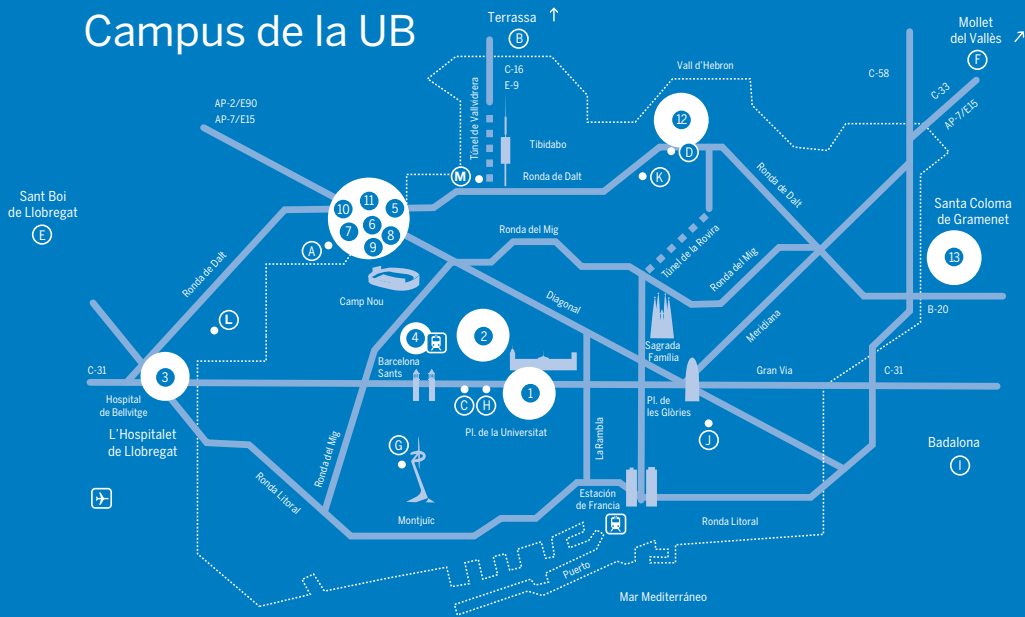 Campus de la UB
Terrassa ↑
B
Mollet
del Vallès ↗
F
C-16
E-9
Vall d'Hebron
C-58
C-33
AP-7/E15
AP-2/E90
AP-7/E15
Túnel de Vallvidrera
12
Tibidabo
D
M
Ronda de Dalt
K
Ronda de Dalt
Sant Boi
de Llobregat
E
11
10
5
6
7
8
9
A
Santa Coloma
de Gramenet
13
Ronda del Mig
Túnel de la Rovira
Ronda del Mig
Ronda de Dalt
Camp Nou
Diagonal
B-20
L
4
2
Sagrada
Família
Meridiana
Barcelona
Sants
C-31
3
Gran Via
C-31
Hospital
de Bellvitge
C
H
1
Pl. de
les Glòries
L'Hospitalet
de Llobregat
Pl. de la Universitat
J
G
La Rambla
Badalona
I
Ronda del Mig
Ronda Litoral
Estación
de Francia
Montjuïc
Ronda Litoral
Puerto
Mar Mediterráneo